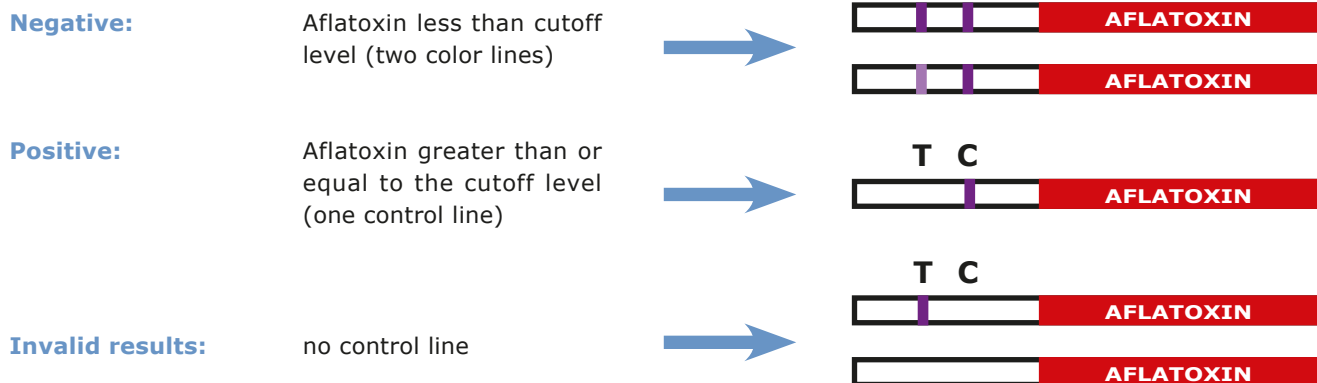 Negative:
Aflatoxin less than cutoff
level (two color lines)
AFLATOXIN
AFLATOXIN
Positive:
Aflatoxin greater than or
equal to the cutoff level
(one control line)
T C
AFLATOXIN
Invalid results:
no control line
T C
AFLATOXIN
AFLATOXIN